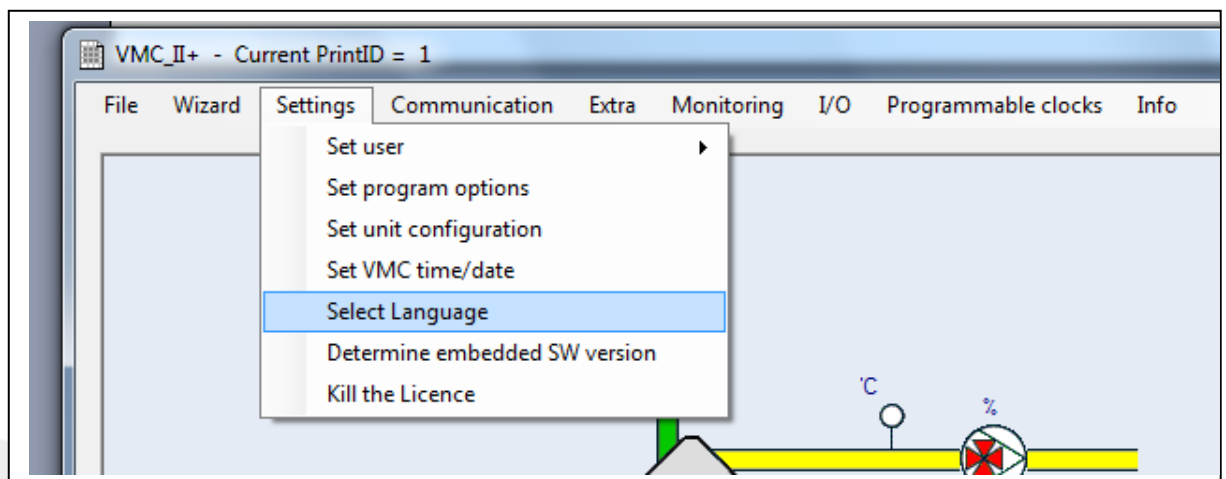 VMC_II+ - Current PrintID = 1
File Wizard Settings Communication Extra Monitoring I/O Programmable clocks Info
Set user
Set program options
Set unit configuration
Set VMC time/date
Select Language
Determine embedded SW version
Kill the Licence
°C
%